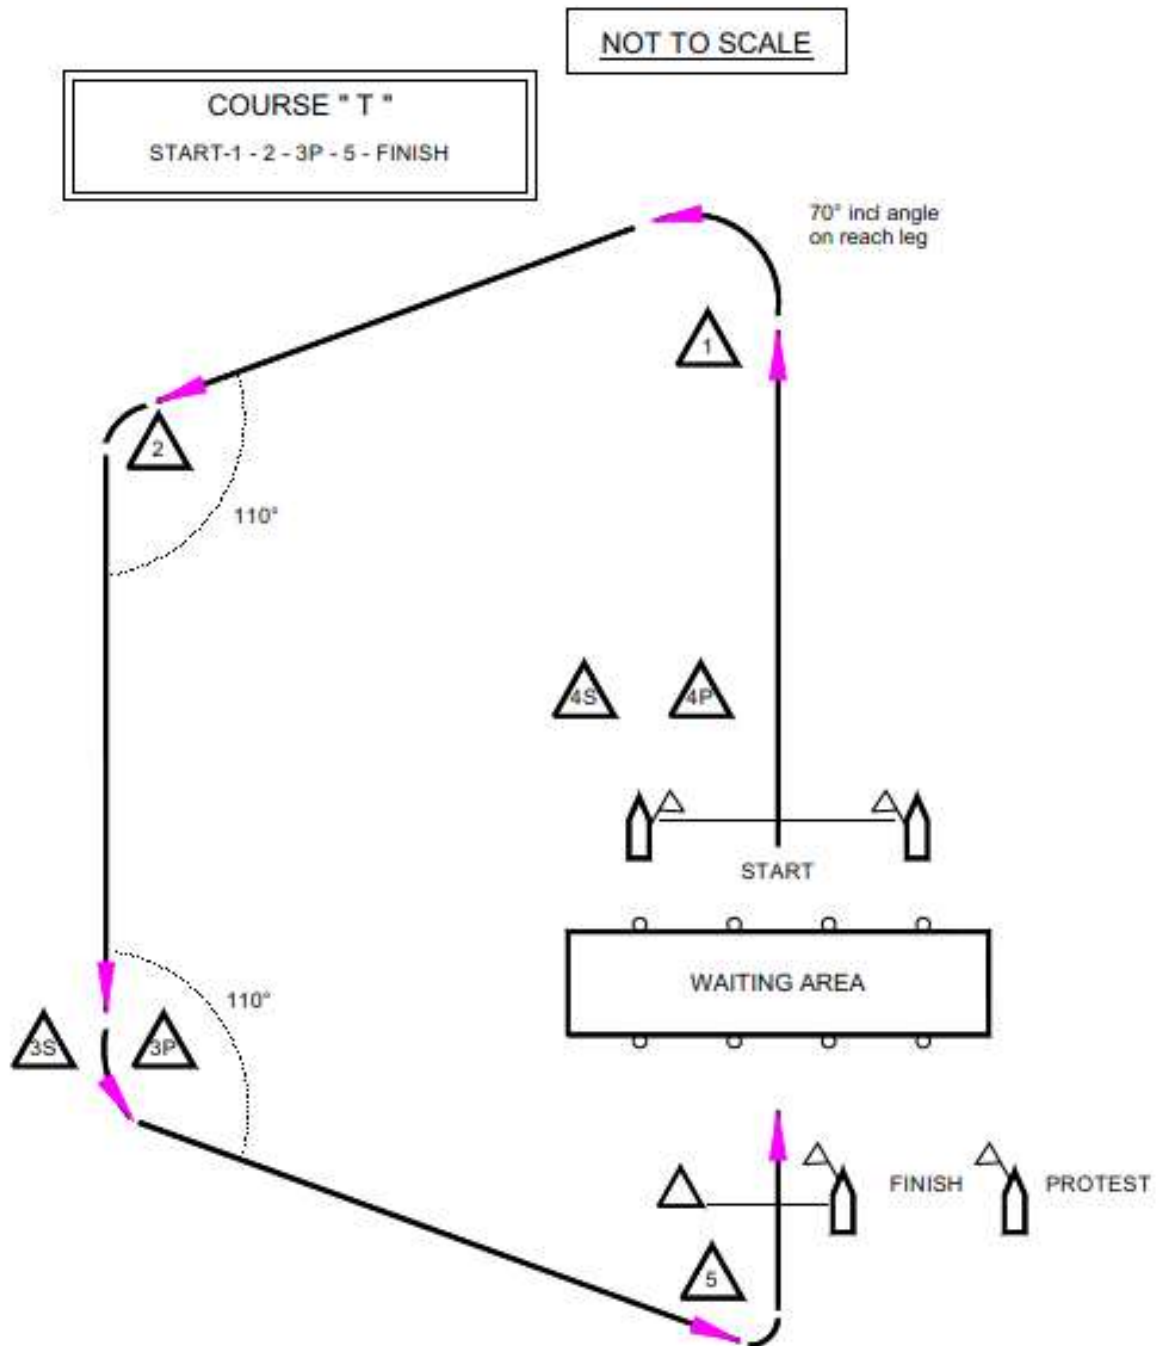 NOT TO SCALE
COURSE " T "
START-1 - 2 - 3P - 5 - FINISH
70° incl angle
on reach leg
1
2
110°
4S
4P
START
WAITING AREA
110°
3S
3P
FINISH
PROTEST
5